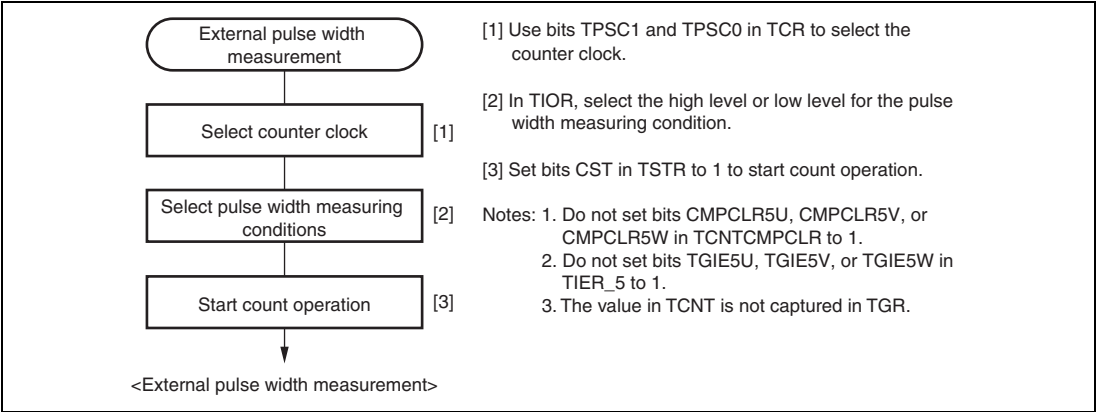 External pulse width
measurement
Select counter clock
[1]
Select pulse width measuring
conditions
[2]
Start count operation
[3]
<External pulse width measurement>
[1] Use bits TPSC1 and TPSC0 in TCR to select the
counter clock.
[2] In TIOR, select the high level or low level for the pulse
width measuring condition.
[3] Set bits CST in TSTR to 1 to start count operation.
Notes: 1. Do not set bits CMPCLR5U, CMPCLR5V, or
CMPCLR5W in TCNTCMPCLR to 1.
2. Do not set bits TGIE5U, TGIE5V, or TGIE5W in
TIER_5 to 1.
3. The value in TCNT is not captured in TGR.